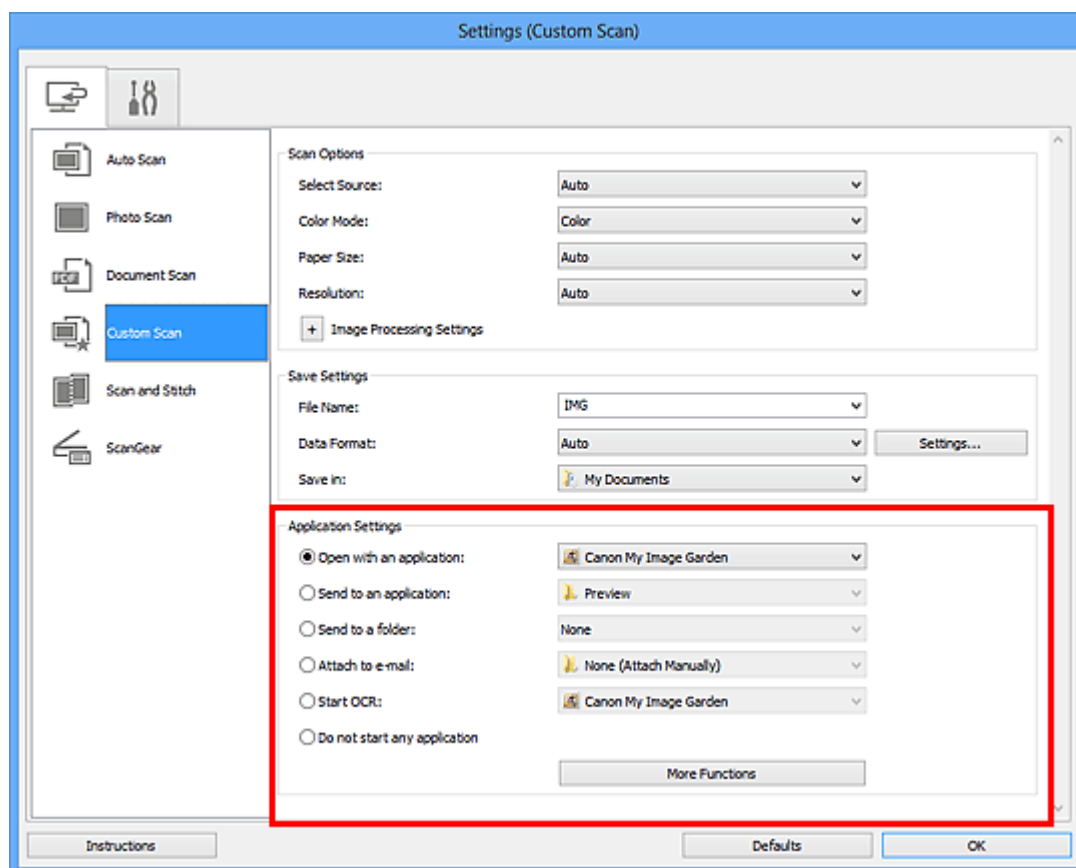 Settings (Custom Scan)
Auto Scan
Photo Scan
Document Scan
Custom Scan
Scan and Stitch
ScanGear
Scan Options
Select Source: Auto
Color Mode: Color
Paper Size: Auto
Resolution: Auto
+ Image Processing Settings
Save Settings
File Name: IMG
Data Format: Auto Settings...
Save in: My Documents
Application Settings
Open with an application: Canon My Image Garden
Send to an application: Preview
Send to a folder: None
Attach to e-mail: None (Attach Manually)
Start OCR: Canon My Image Garden
Do not start any application
More Functions
Instructions Defaults OK